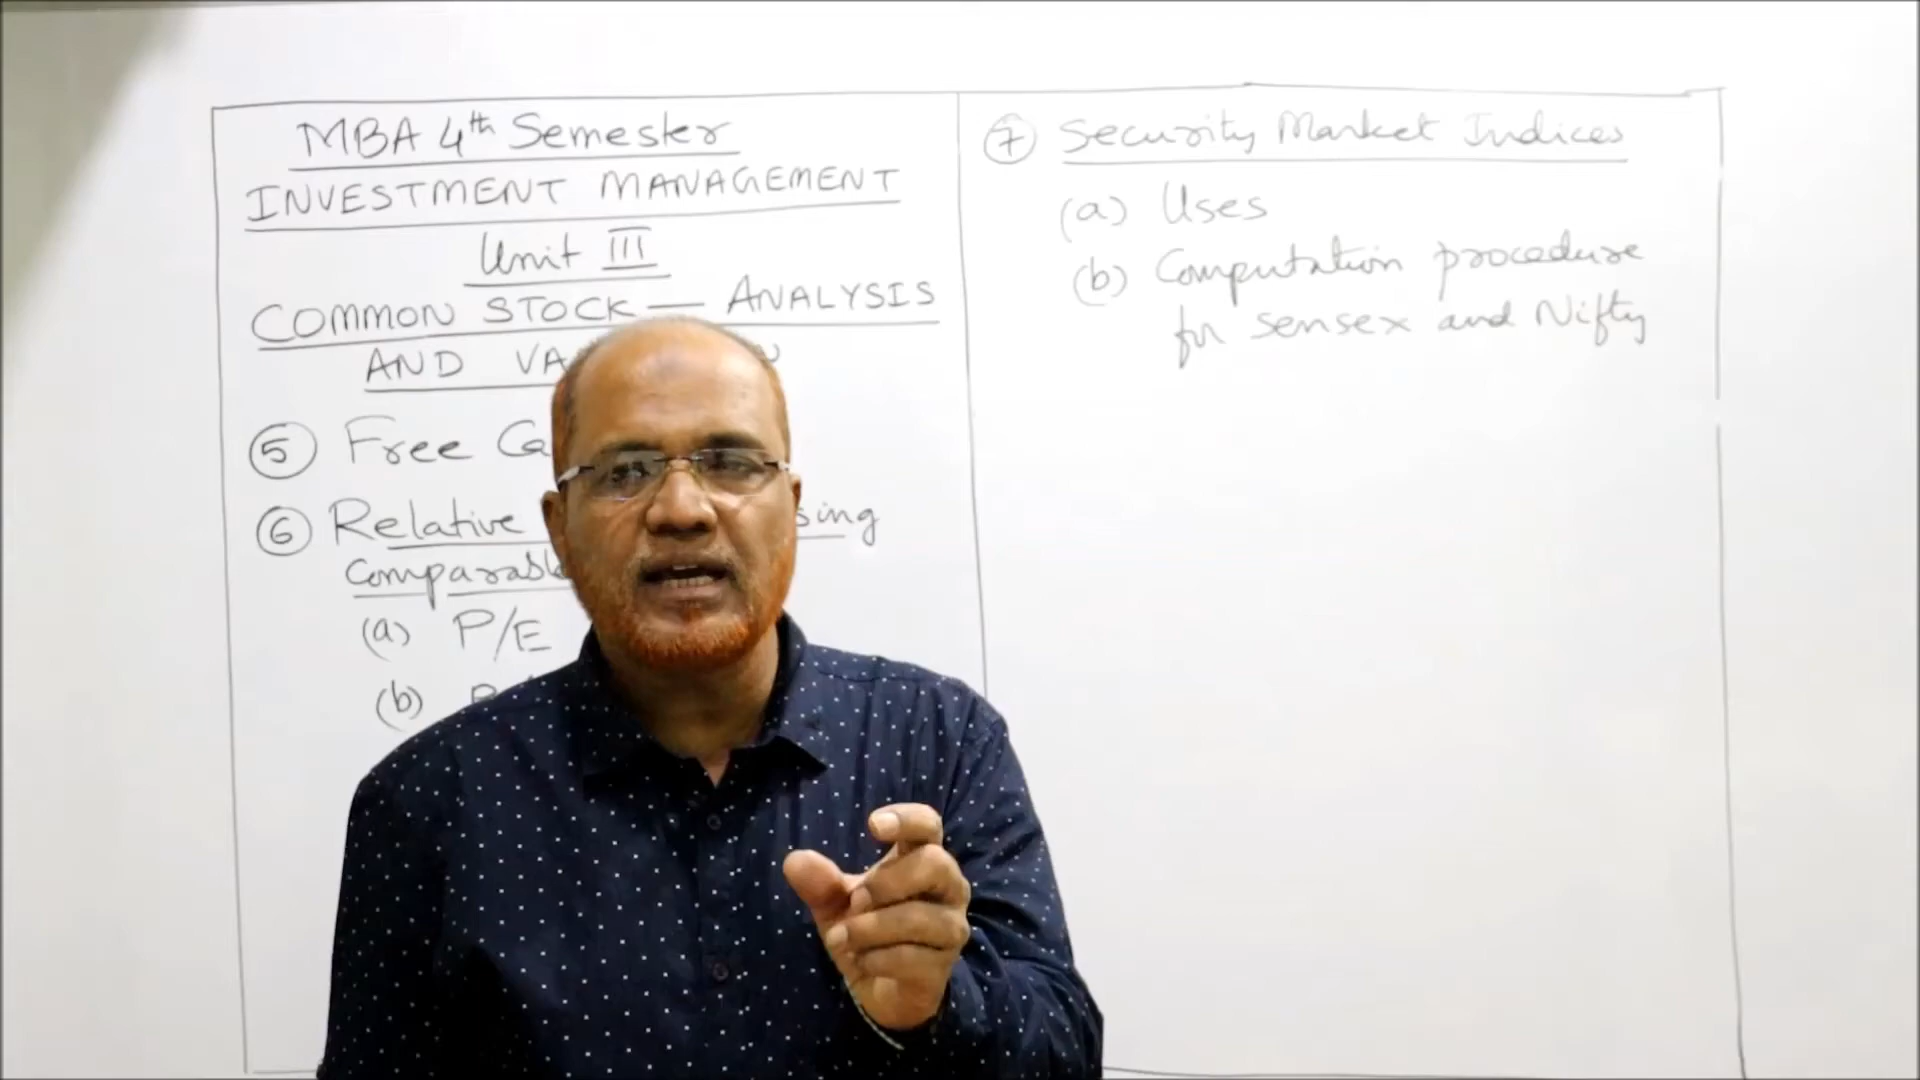 MBA 4th Semester
INVESTMENT MANAGEMENT
Unit III
COMMON STOCK — ANALYSIS
AND
5 Free
6 Relative
(a) P/E
(b)
7 Security Market Indices
(a) Uses
(b) Computation procedure
for sensex and Nifty